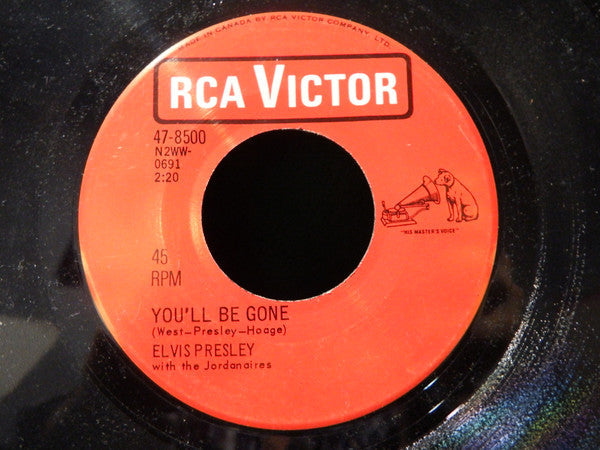 MADE IN CANADA BY RCA VICTOR COMPANY, LTD.
RCA VICTOR
47-8500
N2WW-
0691
2:20
"HIS MASTER'S VOICE"
45
RPM
YOU'LL BE GONE
(West-Presley-Hoage)
ELVIS PRESLEY
with the Jordanaires